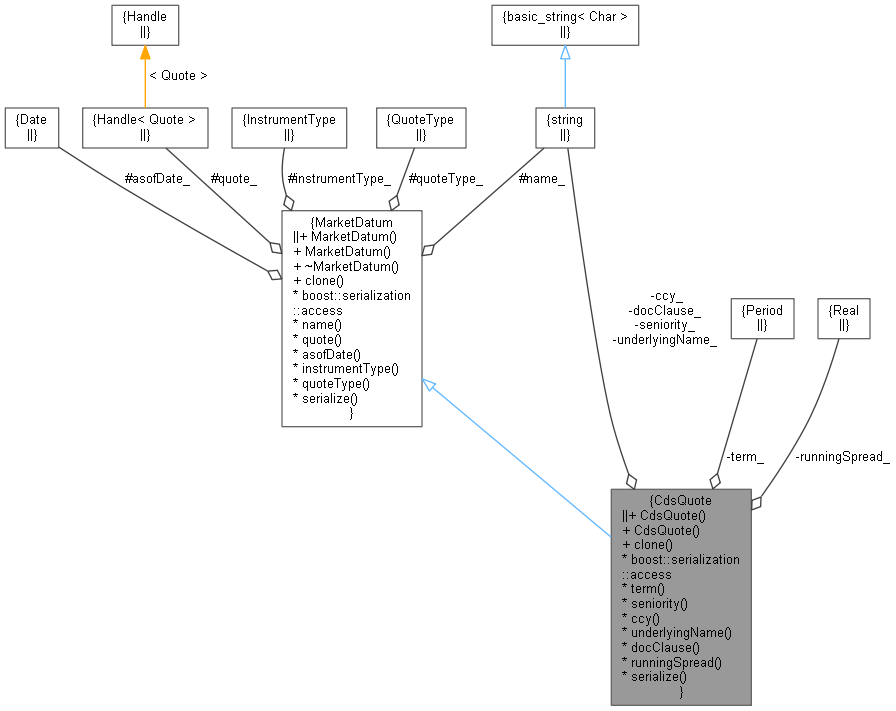 {Handle
||}
{basic_string< Char >
||}
< Quote >
{Date
||}
{Handle< Quote >
||}
{InstrumentType
||}
{QuoteType
||}
{string
||}
#asofDate_
#quote_
#instrumentType_
#quoteType_
#name_
{MarketDatum
||+ MarketDatum()
+ MarketDatum()
+ ~MarketDatum()
+ clone()
* boost::serialization
::access
* name()
* quote()
* asofDate()
* instrumentType()
* quoteType()
* serialize()
}
-ccy_
-docClause_
-seniority_
-underlyingName_
{Period
||}
{Real
||}
-term_
-runningSpread_
{CdsQuote
||+ CdsQuote()
+ CdsQuote()
+ clone()
* boost::serialization
::access
* term()
* seniority()
* ccy()
* underlyingName()
* docClause()
* runningSpread()
* serialize()
}